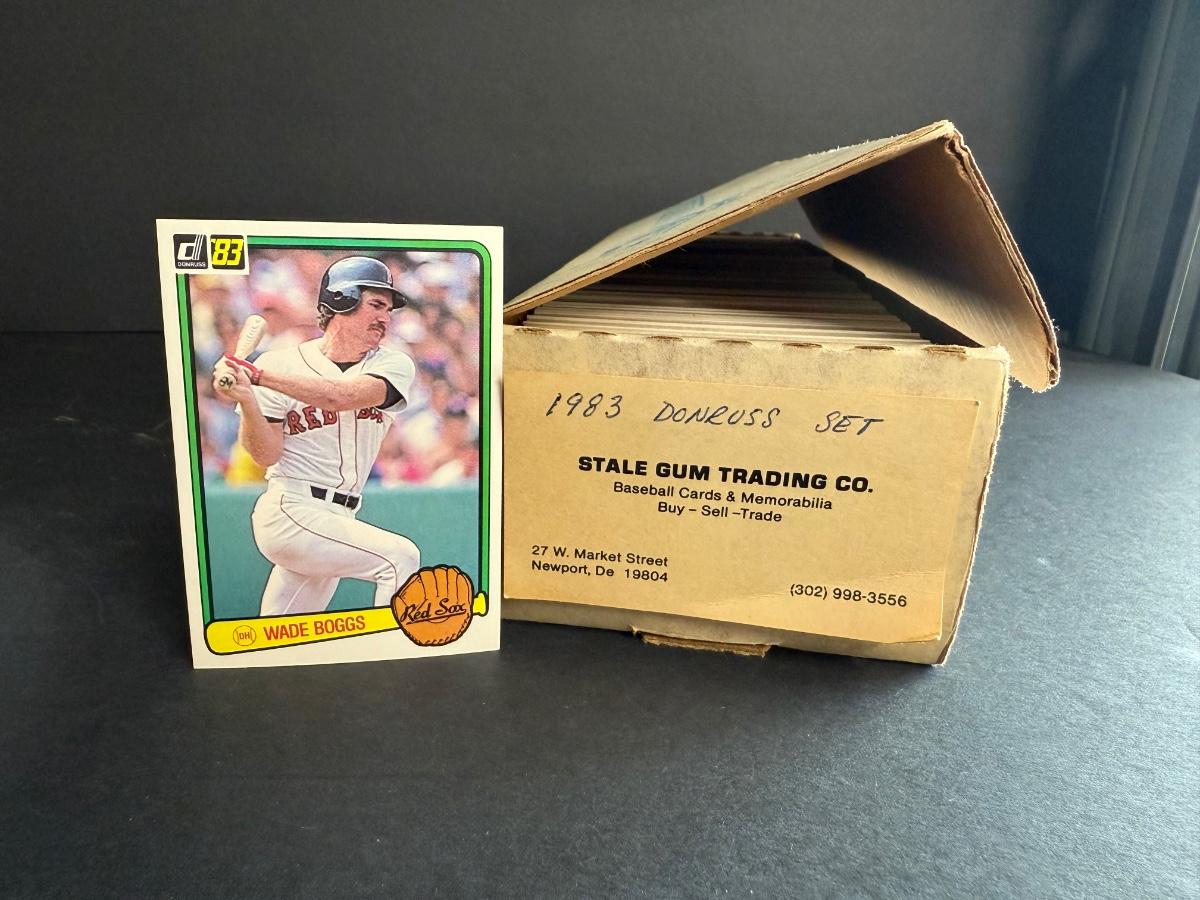 DONRUSS '83
RED SOX
DH WADE BOGGS
Red Sox
1983 DONRUSS SET
STALE GUM TRADING CO.
Baseball Cards & Memorabilia
Buy – Sell –Trade
27 W. Market Street
Newport, De 19804
(302) 998-3556